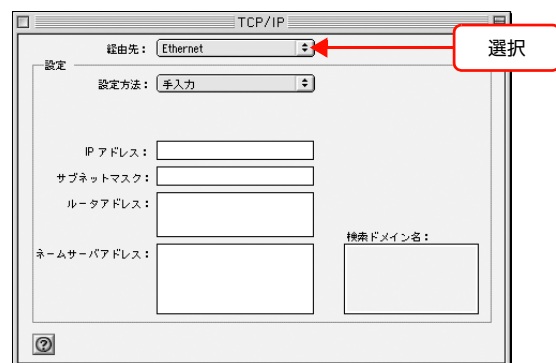 TCP/IP
経由先： Ethernet
選択
設定
設定方法： 手入力
IP アドレス：
サブネットマスク：
ルータアドレス：
検索ドメイン名：
ネームサーバアドレス：
?